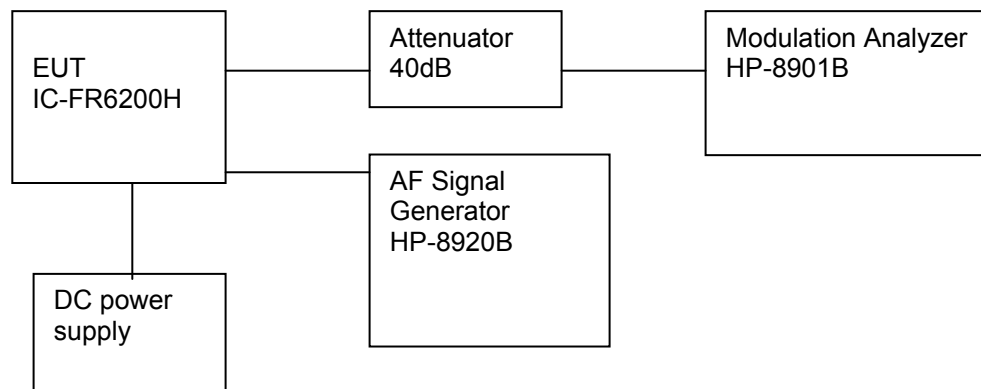 EUT
IC-FR6200H
Attenuator
40dB
Modulation Analyzer
HP-8901B
AF Signal
Generator
HP-8920B
DC power
supply